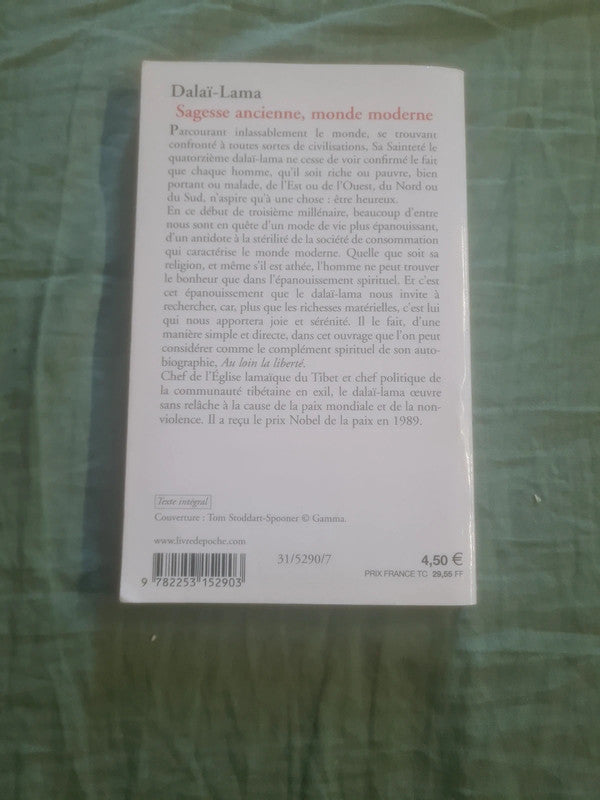 Dalaï-Lama
Sagesse ancienne, monde moderne
Parcourant inlassablement le monde, se trouvant
confronté à toutes sortes de civilisations, Sa Sainteté le
quatorzième dalaï-lama ne cesse de voir confirmé le fait
que chaque homme, qu'il soit riche ou pauvre, bien
portant ou malade, de l'Est ou de l'Ouest, du Nord ou
du Sud, n'aspire qu'à une chose : être heureux.
En ce début de troisième millénaire, beaucoup d'entre
nous sont en quête d'un mode de vie plus épanouissant,
d'un antidote à la stérilité de la société de consommation
qui caractérise le monde moderne. Quelle que soit sa
religion, et même s'il est athée, l'homme ne peut trouver
le bonheur que dans l'épanouissement spirituel. Et c'est
cet épanouissement que le dalaï-lama nous invite à
rechercher, car, plus que les richesses matérielles, c'est lui
qui nous apportera joie et sérénité. Il le fait, d'une
manière simple et directe, dans cet ouvrage que l'on peut
considérer comme le complément spirituel de son auto-
biographie, Au loin la liberté.
Chef de l'Église lamaïque du Tibet et chef politique de
la communauté tibétaine en exil, le dalaï-lama œuvre
sans relâche à la cause de la paix mondiale et de la non-
violence. Il a reçu le prix Nobel de la paix en 1989.
Texte intégral
Couverture : Tom Stoddart-Spooner © Gamma.
www.livredepoche.com
31/5290/7
4,50 €
PRIX FRANCE TC 29,55 FF
9 782253 152903